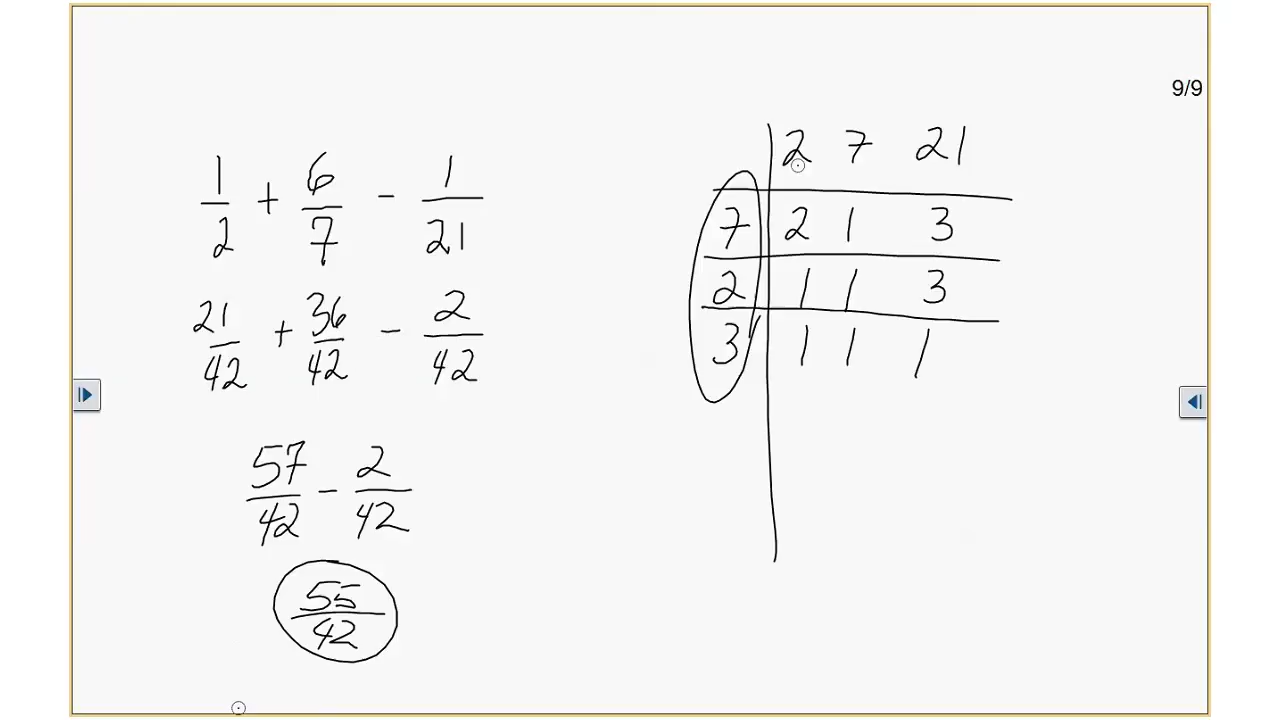 9/9
1/2 + 6/7 - 1/21
21/42 + 36/42 - 2/42
57/42 - 2/42
55/42
2 7 21
7 2 1 3
2 1 1 3
3 1 1 1